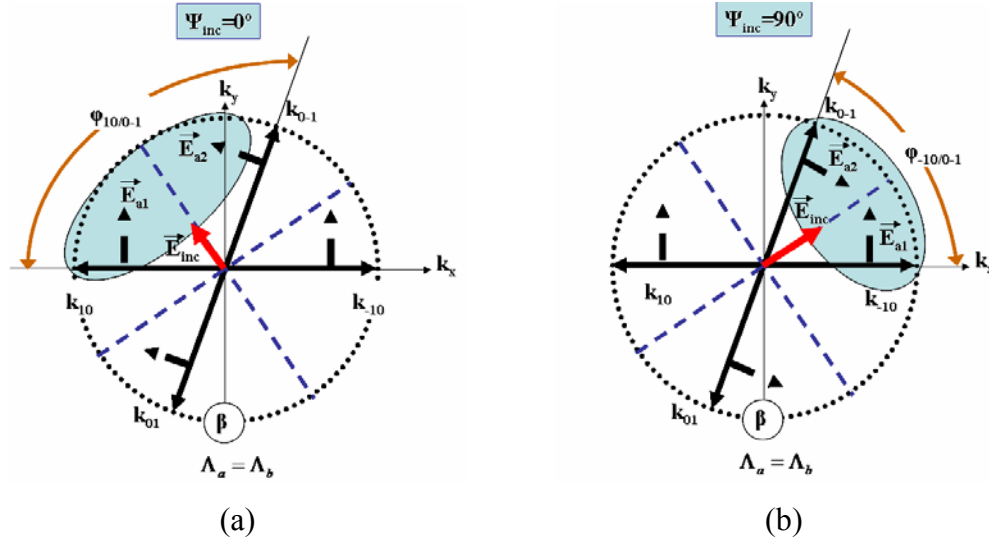 Ψinc=0°
ky
k0-1
φ10/0-1
Ea2
Ea1
Einc
kx
k10
k-10
k01
β
Λa = Λb
(a)
Ψinc=90°
ky
k0-1
Ea2
φ-10/0-1
Einc
Ea1
k10
k-10
k01
β
Λa = Λb
(b)